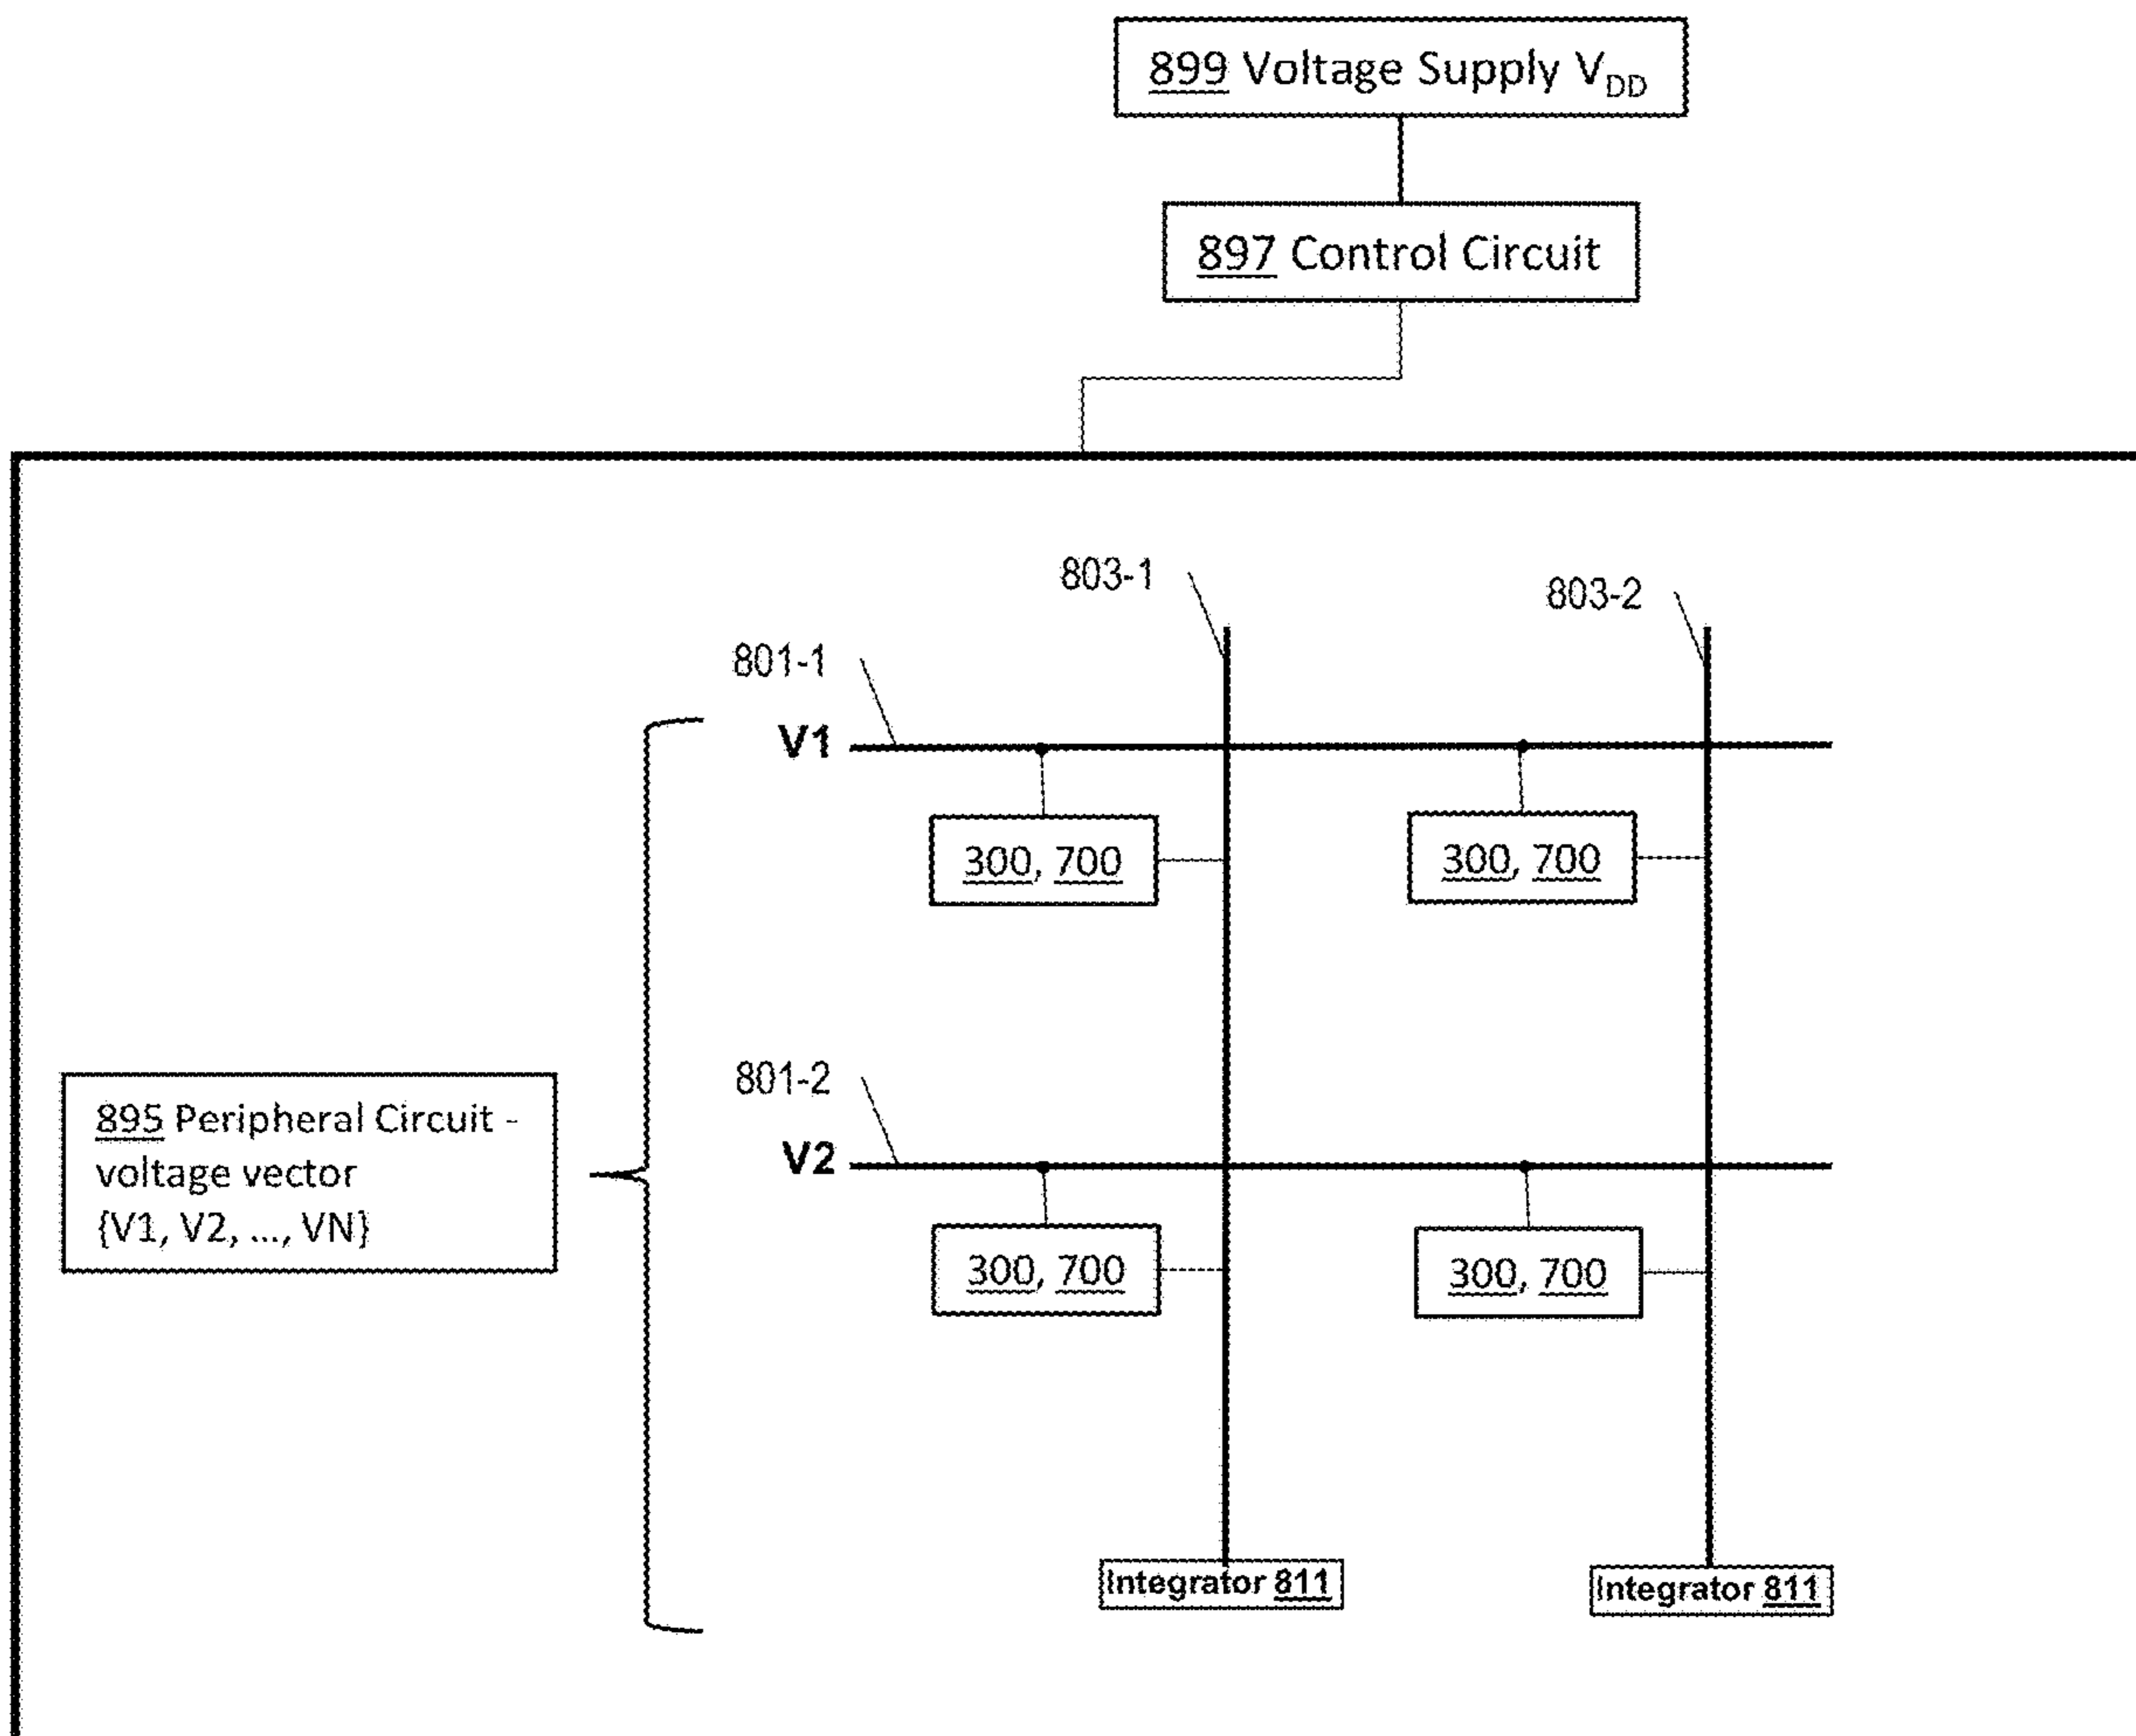 899 Voltage Supply VDD
897 Control Circuit
803-1
803-2
801-1
V1
300, 700
300, 700
801-2
895 Peripheral Circuit -
voltage vector
{V1, V2, ..., VN}
V2
300, 700
300, 700
Integrator 811
Integrator 811